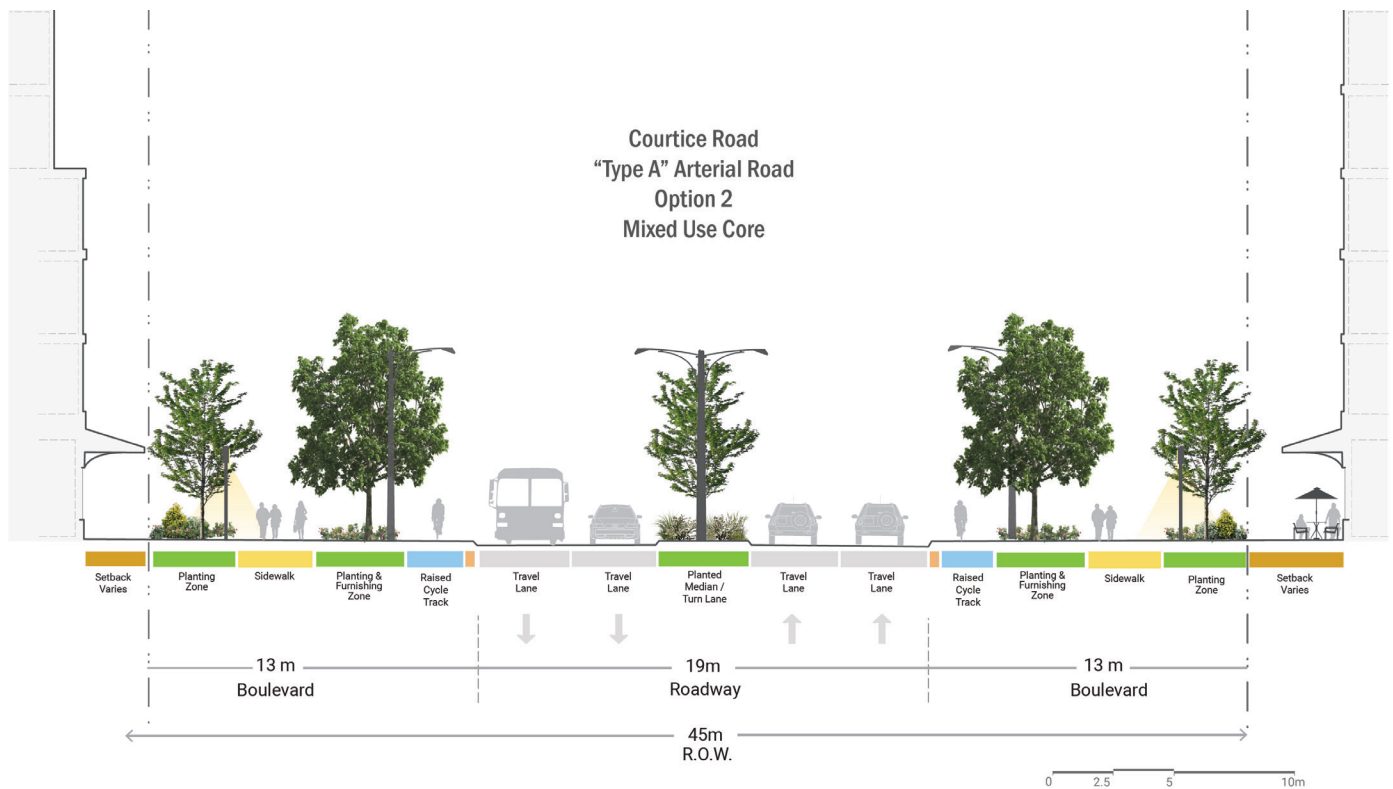 Courtice Road
“Type A” Arterial Road
Option 2
Mixed Use Core
Setback
Varies
Planting
Zone
Sidewalk
Planting &
Furnishing
Zone
Raised
Cycle
Track
Travel
Lane
Travel
Lane
Planted
Median /
Turn Lane
Travel
Lane
Travel
Lane
Raised
Cycle
Track
Planting &
Furnishing
Zone
Sidewalk
Planting
Zone
Setback
Varies
13 m
Boulevard
19m
Roadway
13 m
Boulevard
45m
R.O.W.
0 2.5 5 10m